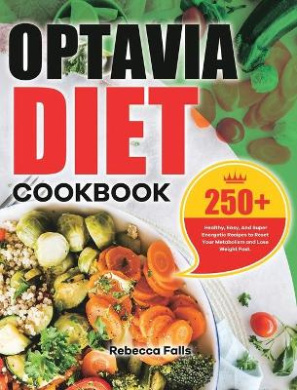 OPTAVIA
DIET
COOKBOOK
250+
Healthy, Easy, and Super
Energetic Recipes to Reset
Your Metabolism and Lose
Weight Fast.
Rebecca Falls